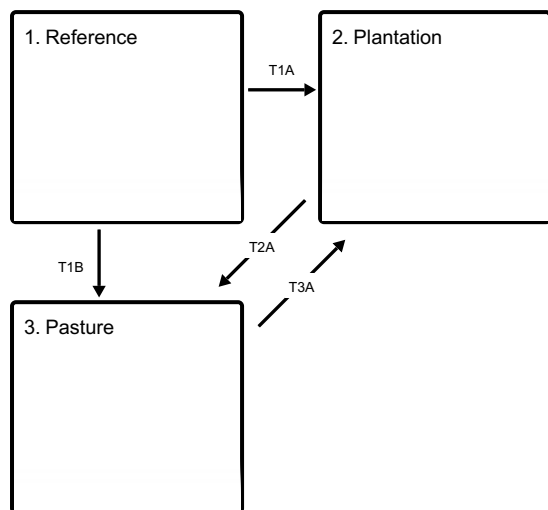 1. Reference
2. Plantation
T1A
T2A
T1B
T3A
3. Pasture